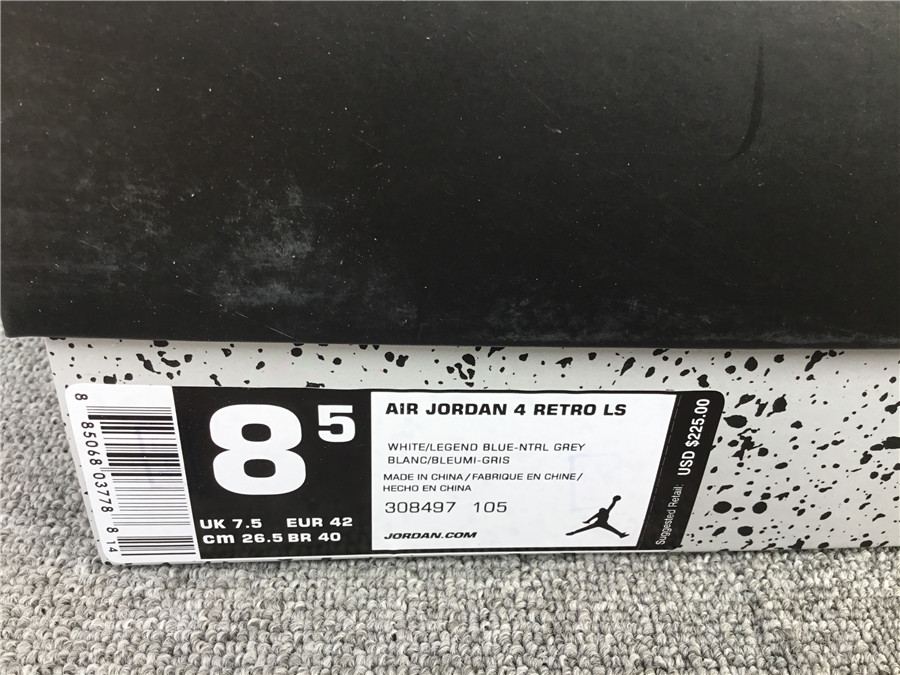 8 85068 03778 814
8 5
UK 7.5 EUR 42
cm 26.5 BR 40
AIR JORDAN 4 RETRO LS
WHITE/LEGEND BLUE-NTRL GREY
BLANC/BLEUMI-GRIS
MADE IN CHINA/FABRIQUE EN CHINE/
HECHO EN CHINA
308497 105
JORDAN.COM
Suggested Retail: USD $225.00